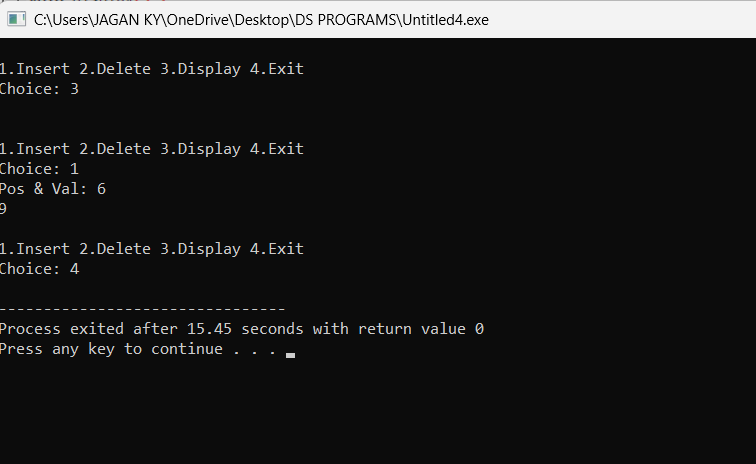 C:\Users\JAGAN KY\OneDrive\Desktop\DS PROGRAMS\Untitled4.exe
1.Insert 2.Delete 3.Display 4.Exit
Choice: 3
1.Insert 2.Delete 3.Display 4.Exit
Choice: 1
Pos & Val: 6
9
1.Insert 2.Delete 3.Display 4.Exit
Choice: 4
--------------------------------
Process exited after 15.45 seconds with return value 0
Press any key to continue . . .